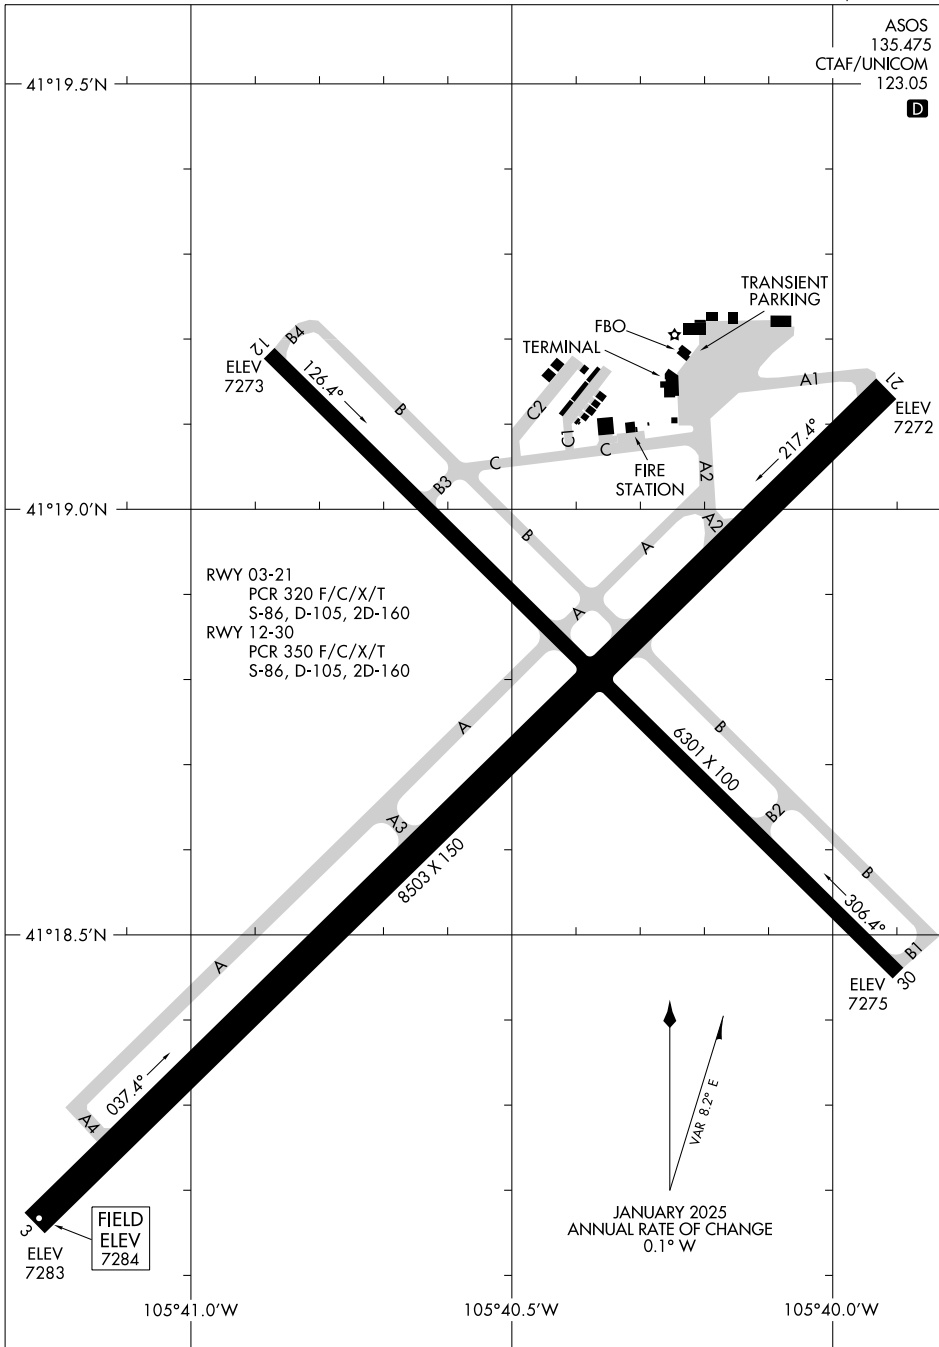 ASOS
135.475
CTAF/UNICOM
123.05
D
41°19.5'N
TRANSIENT
PARKING
FBO
TERMINAL
12
B4
ELEV
7273
126.4°
B
A1
21
ELEV
7272
C2
C1
217.4°
C
C
FIRE
STATION
A2
B3
41°19.0'N
A2
B
A
RWY 03-21
PCR 320 F/C/X/T
S-86, D-105, 2D-160
RWY 12-30
PCR 350 F/C/X/T
S-86, D-105, 2D-160
A
A
B
6301 X 100
A3
B2
8503 X 150
B
306.4°
41°18.5'N
A
B1
30
ELEV
7275
037.4°
A4
VAR 8.2° E
JANUARY 2025
ANNUAL RATE OF CHANGE
0.1° W
3
FIELD
ELEV
7284
ELEV
7283
105°41.0'W
105°40.5'W
105°40.0'W